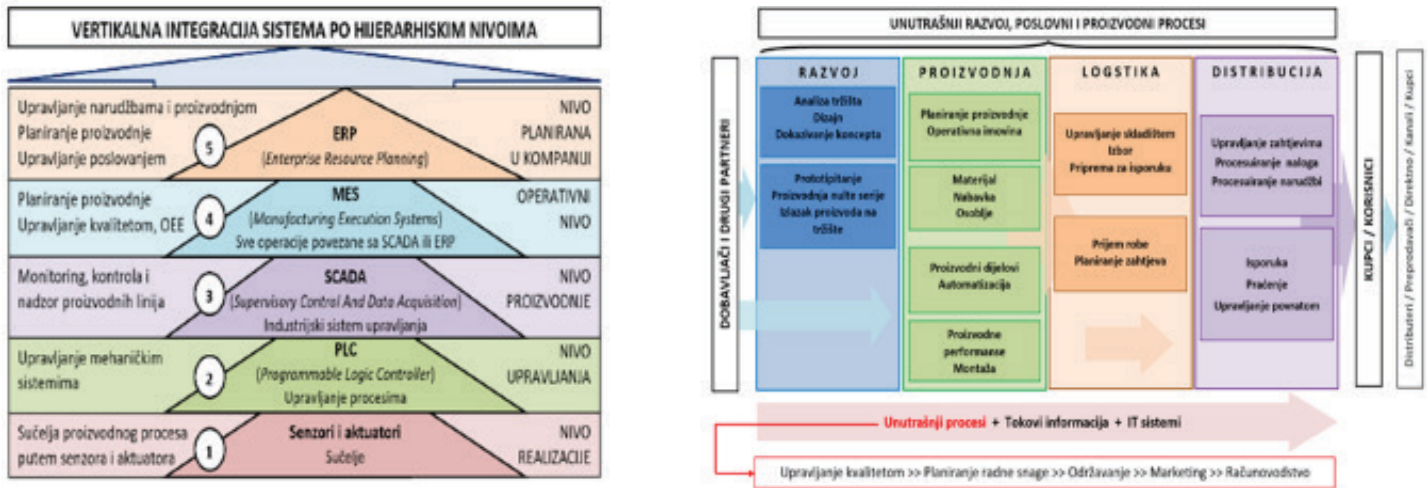 VERTIKALNA INTEGRACIJA SISTEMA PO HIJERARHISKIM NIVOIMA
Upravljanje narudžbama i proizvodnjom
Planiranje proizvodnje
Upravljanje poslovanjem
5
ERP
(Enterprise Resource Planning)
NIVO
PLANIRANA
U KOMPANIJI
Planiranje proizvodnje
Upravljanje kvalitetom, OEE
4
MES
(Manufacturing Execution Systems)
Sve operacije povezane sa SCADA ili ERP
OPERATIVNI
NIVO
Monitoring, kontrola i
nadzor proizvodnih linija
3
SCADA
(Supervisory Control And Data Acquisition)
Industrijski sistem upravljanja
NIVO
PROIZVODNJE
Upravljanje mehaničkim
sistemima
2
PLC
(Programmable Logic Controller)
Upravljanje procesima
NIVO
UPRAVLJANJA
Sučelja proizvodnog procesa
putem senzora i aktuatora
1
Senzori i aktuatori
Sučelje
NIVO
REALIZACIJE
UNUTRAŠNJI RAZVOJ, POSLOVNI I PROIZVODNI PROCESI
DOBAVLJAČI I DRUGI PARTNERI
RAZVOJ
Analiza tržišta
Dizajn
Dokazivanje koncepta
Prototipitanje
Proizvodnja nulte serije
Izlazak proizvoda na
tržište
PROIZVODNJA
Planiranje proizvodnje
Operativna imovina
Materijal
Nabavka
Osoblje
Proizvodni dijelovi
Automatizacija
Proizvodne
performanse
Montaža
LOGSTIKA
Upravljanje skladištem
Izbor
Priprema za isporuku
Prijem robe
Planiranje zahtjeva
DISTRIBUCIJA
Upravljanje zahtjevima
Procesuiranje naloga
Procesuiranje narudžbi
Isporuka
Praćenje
Upravljanje povratom
KUPCI / KORISNICI
Distributeri / Preprodavači / Direktno / Kanali / Kupci
Unutrašnji procesi + Tokovi informacija + IT sistemi
Upravljanje kvalitetom >> Planiranje radne snage >> Održavanje >> Marketing >> Računovodstvo